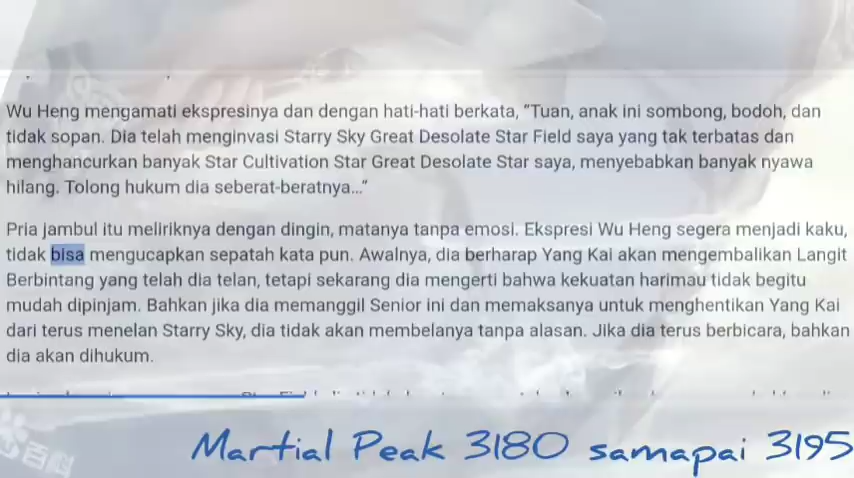 Wu Heng mengamati ekspresinya dan dengan hati-hati berkata, "Tuan, anak ini sombong, bodoh, dan
tidak sopan. Dia telah menginvasi Starry Sky Great Desolate Star Field saya yang tak terbatas dan
menghancurkan banyak Star Cultivation Star Great Desolate Star saya, menyebabkan banyak nyawa
hilang. Tolong hukum dia seberat-beratnya..."
Pria jambul itu meliriknya dengan dingin, matanya tanpa emosi. Ekspresi Wu Heng segera menjadi kaku,
tidak bisa mengucapkan sepatah kata pun. Awalnya, dia berharap Yang Kai akan mengembalikan Langit
Berbintang yang telah dia telan, tetapi sekarang dia mengerti bahwa kekuatan harimau tidak begitu
mudah dipinjam. Bahkan jika dia memanggil Senior ini dan memaksanya untuk menghentikan Yang Kai
dari terus menelan Starry Sky, dia tidak akan membelanya tanpa alasan. Jika dia terus berbicara, bahkan
dia akan dihukum.
百科
Martial Peak 3180 samapai 3195